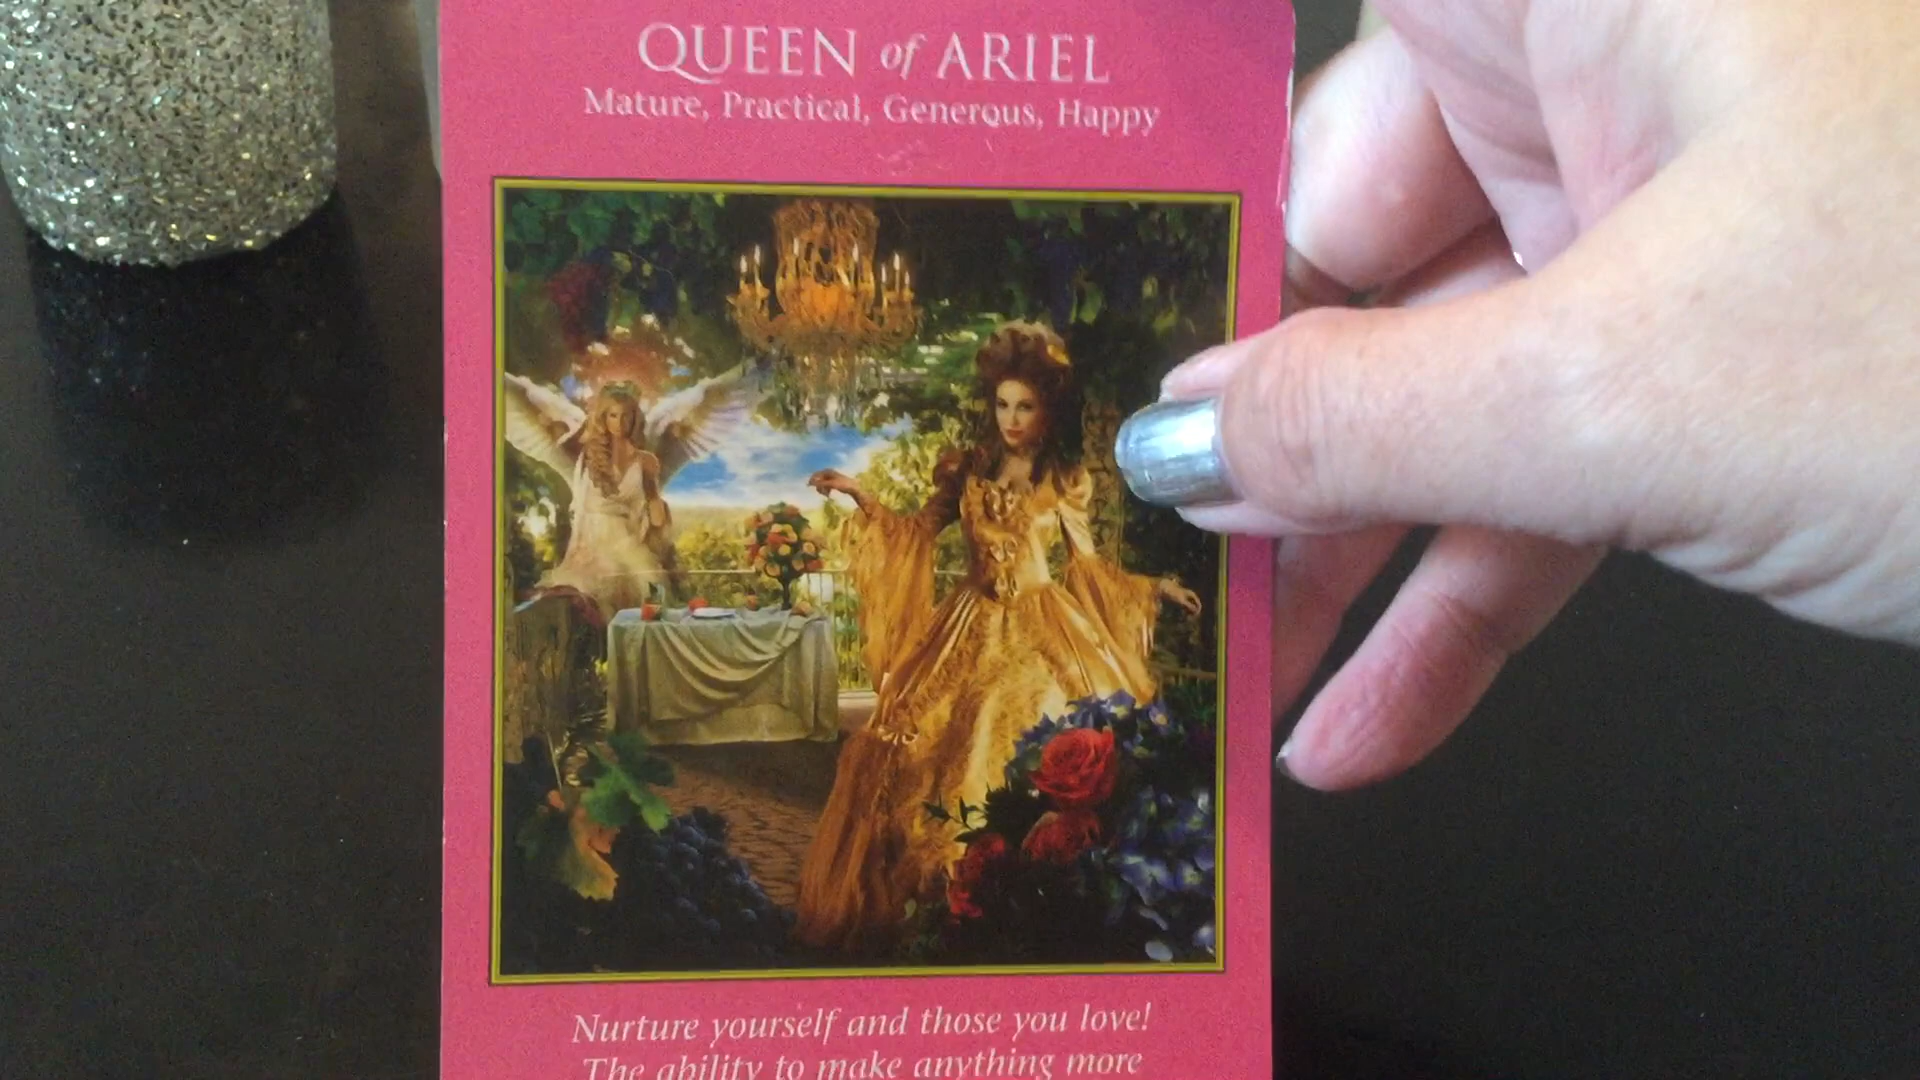 QUEEN of ARIEL
Mature, Practical, Generous, Happy
Nurture yourself and those you love!
The ability to make anything more